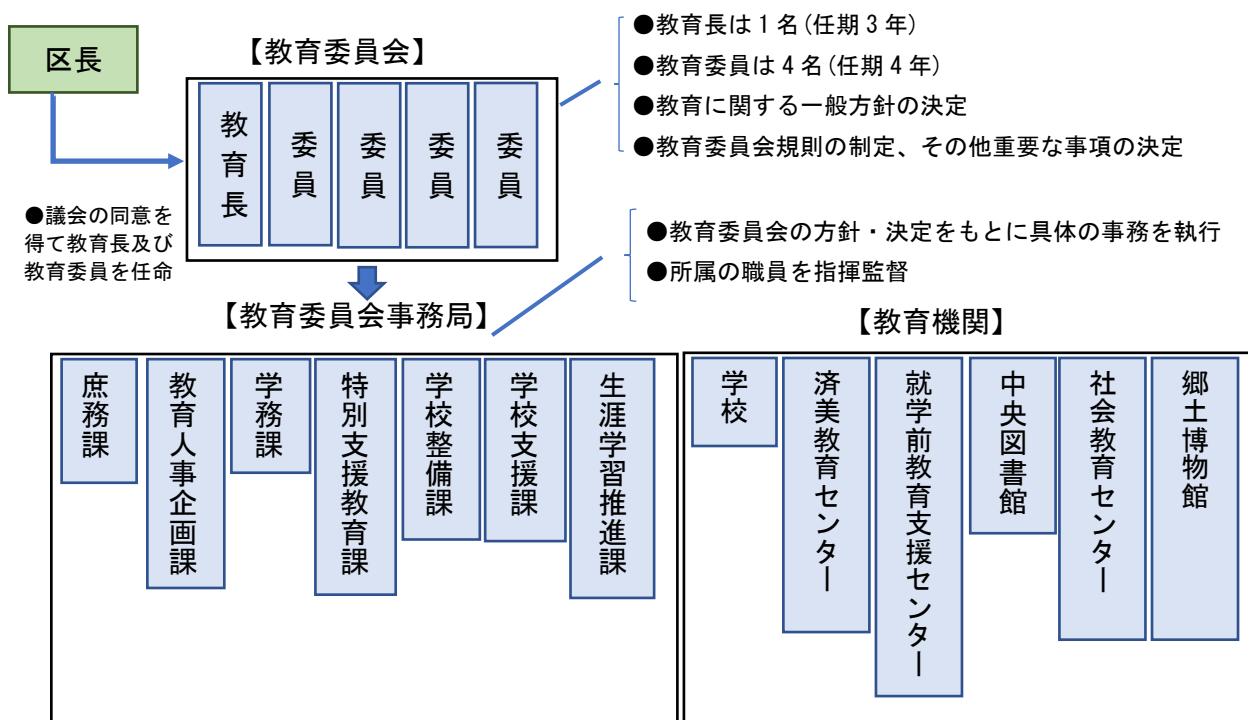 区長
【教育委員会】
教育長
委員
委員
委員
委員
●教育長は1名(任期3年)
●教育委員は4名(任期4年)
●教育に関する一般方針の決定
●教育委員会規則の制定、その他重要な事項の決定
●議会の同意を
得て教育長及び
教育委員を任命
●教育委員会の方針・決定をもとに具体の事務を執行
●所属の職員を指揮監督
【教育委員会事務局】
庶務課
教育人事企画課
学務課
特別支援教育課
学校整備課
学校支援課
生涯学習推進課
【教育機関】
学校
済美教育センター
就学前教育支援センター
中央図書館
社会教育センター
郷土博物館